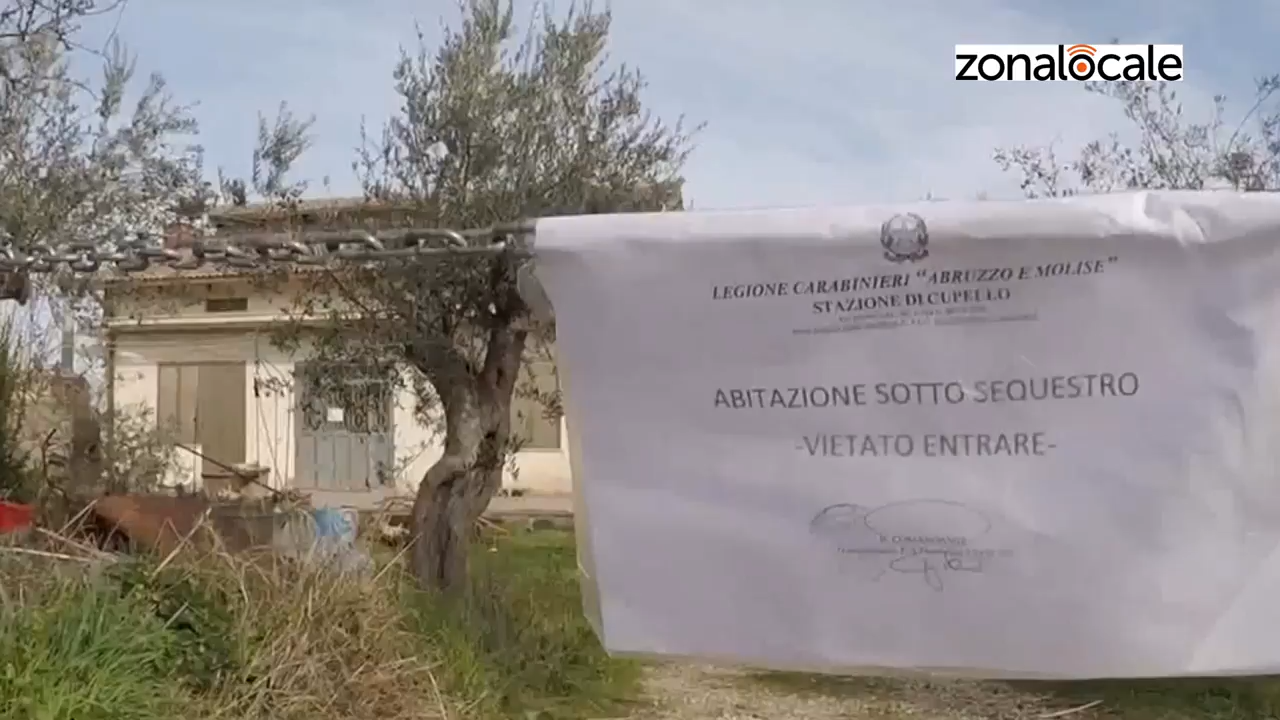 zonalocale
LEGIONE CARABINIERI "ABRUZZO E MOLISE"
STAZIONE DI CUPELLO
ABITAZIONE SOTTO SEQUESTRO
-VIETATO ENTRARE-
IL COMANDANTE